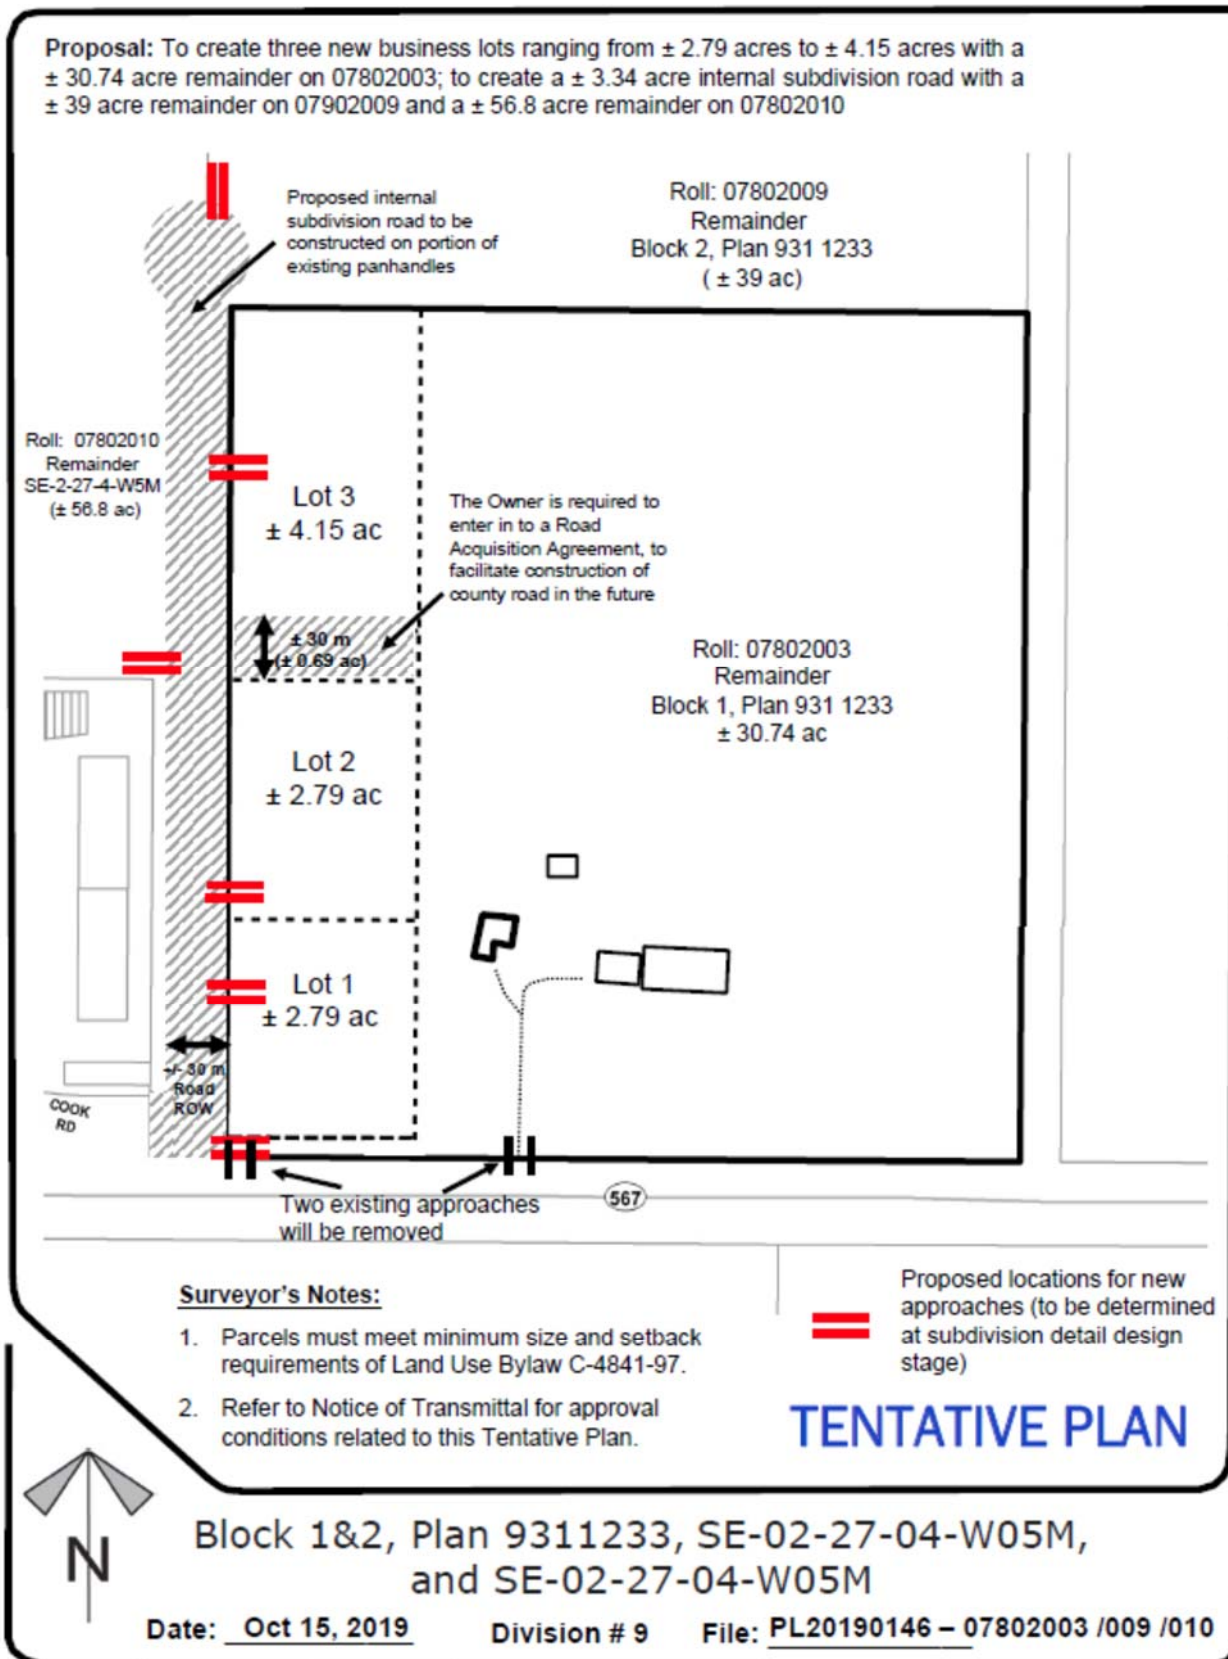 Proposal: To create three new business lots ranging from ± 2.79 acres to ± 4.15 acres with a
± 30.74 acre remainder on 07802003; to create a ± 3.34 acre internal subdivision road with a
± 39 acre remainder on 07902009 and a ± 56.8 acre remainder on 07802010
Proposed internal
subdivision road to be
constructed on portion of
existing panhandles
Roll: 07802009
Remainder
Block 2, Plan 931 1233
( ± 39 ac)
Roll: 07802010
Remainder
SE-2-27-4-W5M
(± 56.8 ac)
Lot 3
± 4.15 ac
The Owner is required to
enter in to a Road
Acquisition Agreement, to
facilitate construction of
county road in the future
± 30 m
(± 0.69 ac)
Roll: 07802003
Remainder
Block 1, Plan 931 1233
± 30.74 ac
Lot 2
± 2.79 ac
Lot 1
± 2.79 ac
+/- 30 m
Road
ROW
COOK
RD
Two existing approaches
will be removed
567
Surveyor's Notes:
1. Parcels must meet minimum size and setback
requirements of Land Use Bylaw C-4841-97.
2. Refer to Notice of Transmittal for approval
conditions related to this Tentative Plan.
Proposed locations for new
approaches (to be determined
at subdivision detail design
stage)
TENTATIVE PLAN
N
Block 1&2, Plan 9311233, SE-02-27-04-W05M,
and SE-02-27-04-W05M
Date: Oct 15, 2019 Division # 9 File: PL20190146 – 07802003 /009 /010